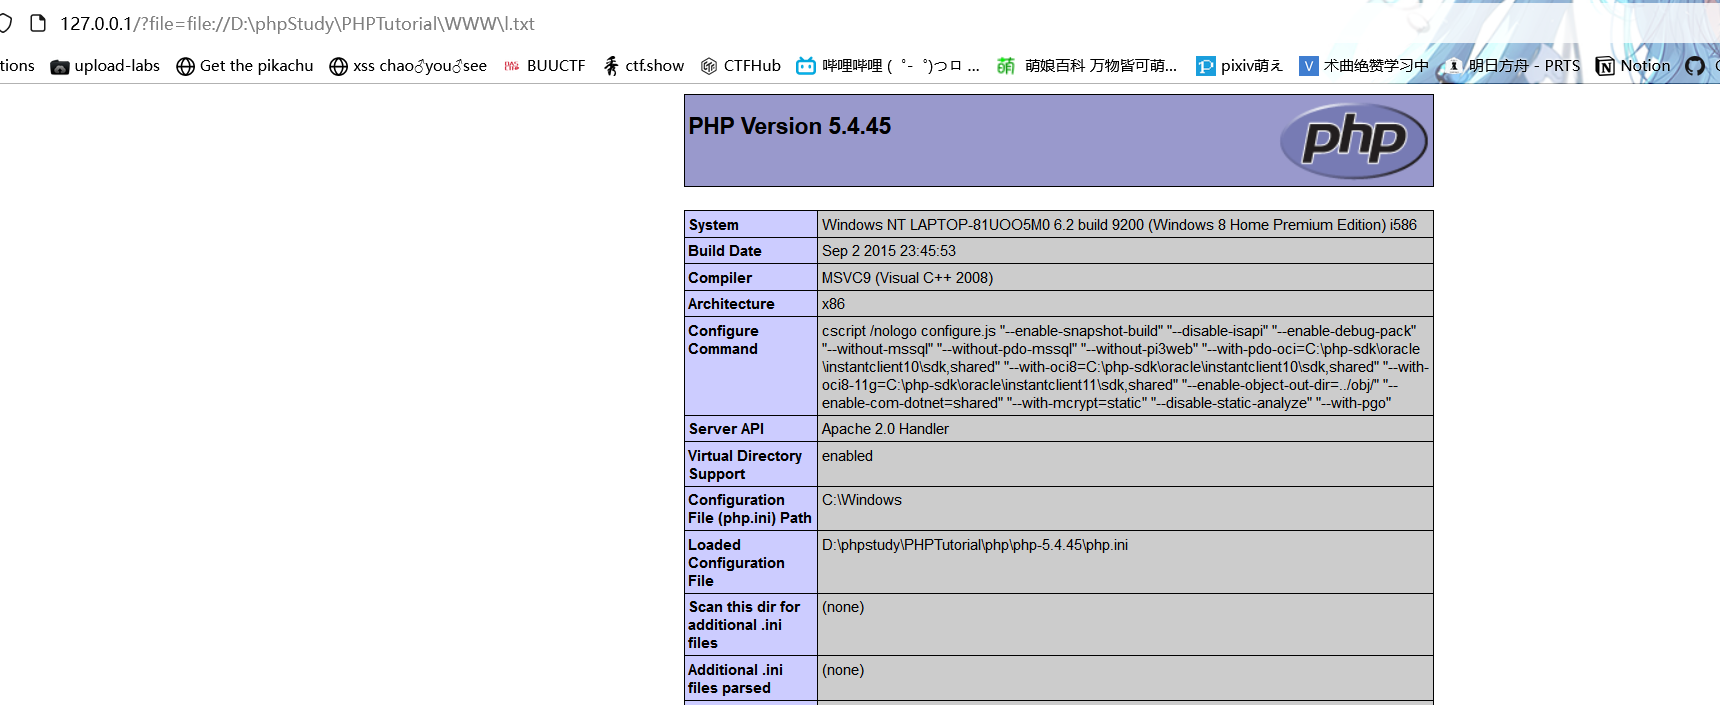 127.0.0.1/?file=file://D:\phpStudy\PHPTutorial\WWW\l.txt
tions upload-labs Get the pikachu xss chao♂you♂see BUUCTF ctf.show CTFHub 哔哩哔哩 ( ゜- ゜)つロ ... 萌 萌娘百科 万物皆可萌... pixiv萌え V 术曲绝赞学习中 明日方舟 - PRTS Notion
PHP Version 5.4.45
php
System Windows NT LAPTOP-81UOO5M0 6.2 build 9200 (Windows 8 Home Premium Edition) i586
Build Date Sep 2 2015 23:45:53
Compiler MSVC9 (Visual C++ 2008)
Architecture x86
Configure Command cscript /nologo configure.js "--enable-snapshot-build" "--disable-isapi" "--enable-debug-pack"
"--without-mssql" "--without-pdo-mssql" "--without-pi3web" "--with-pdo-oci=C:\php-sdk\oracle
\instantclient10\sdk,shared" "--with-oci8=C:\php-sdk\oracle\instantclient10\sdk,shared" "--with-
oci8-11g=C:\php-sdk\oracle\instantclient11\sdk,shared" "--enable-object-out-dir=../obj/" "--
enable-com-dotnet=shared" "--with-mcrypt=static" "--disable-static-analyze" "--with-pgo"
Server API Apache 2.0 Handler
Virtual Directory enabled
Support
Configuration C:\Windows
File (php.ini) Path
Loaded D:\phpstudy\PHPTutorial\php\php-5.4.45\php.ini
Configuration
File
Scan this dir for (none)
additional .ini
files
Additional .ini (none)
files parsed